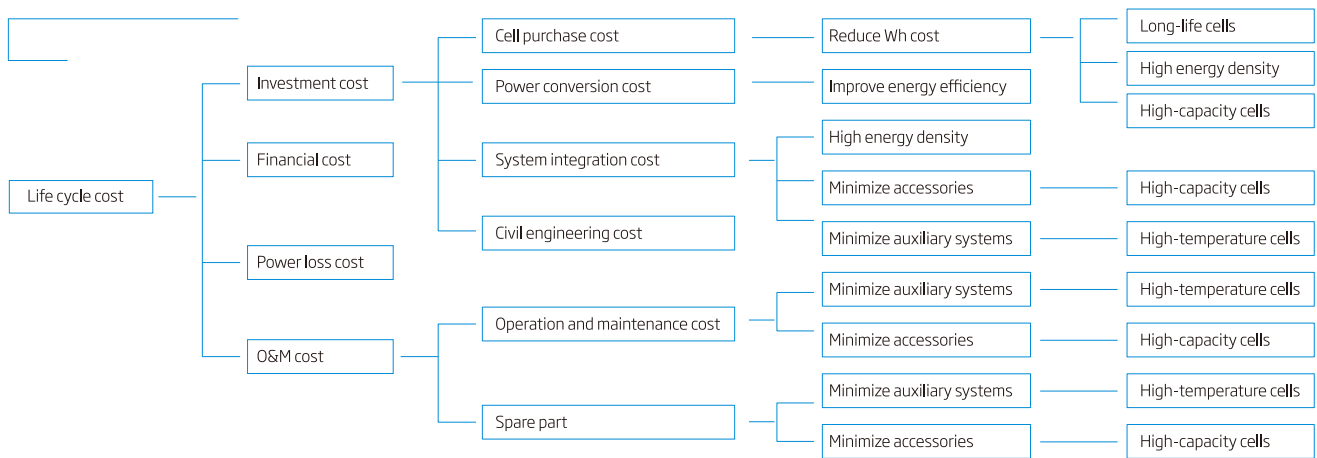 Life cycle cost
Investment cost
Financial cost
Power loss cost
O&M cost
Cell purchase cost
Power conversion cost
System integration cost
Civil engineering cost
Operation and maintenance cost
Spare part
Reduce Wh cost
Improve energy efficiency
High energy density
Minimize accessories
Minimize auxiliary systems
Minimize auxiliary systems
Minimize accessories
Minimize auxiliary systems
Minimize accessories
Long-life cells
High energy density
High-capacity cells
High-capacity cells
High-temperature cells
High-temperature cells
High-capacity cells
High-temperature cells
High-capacity cells